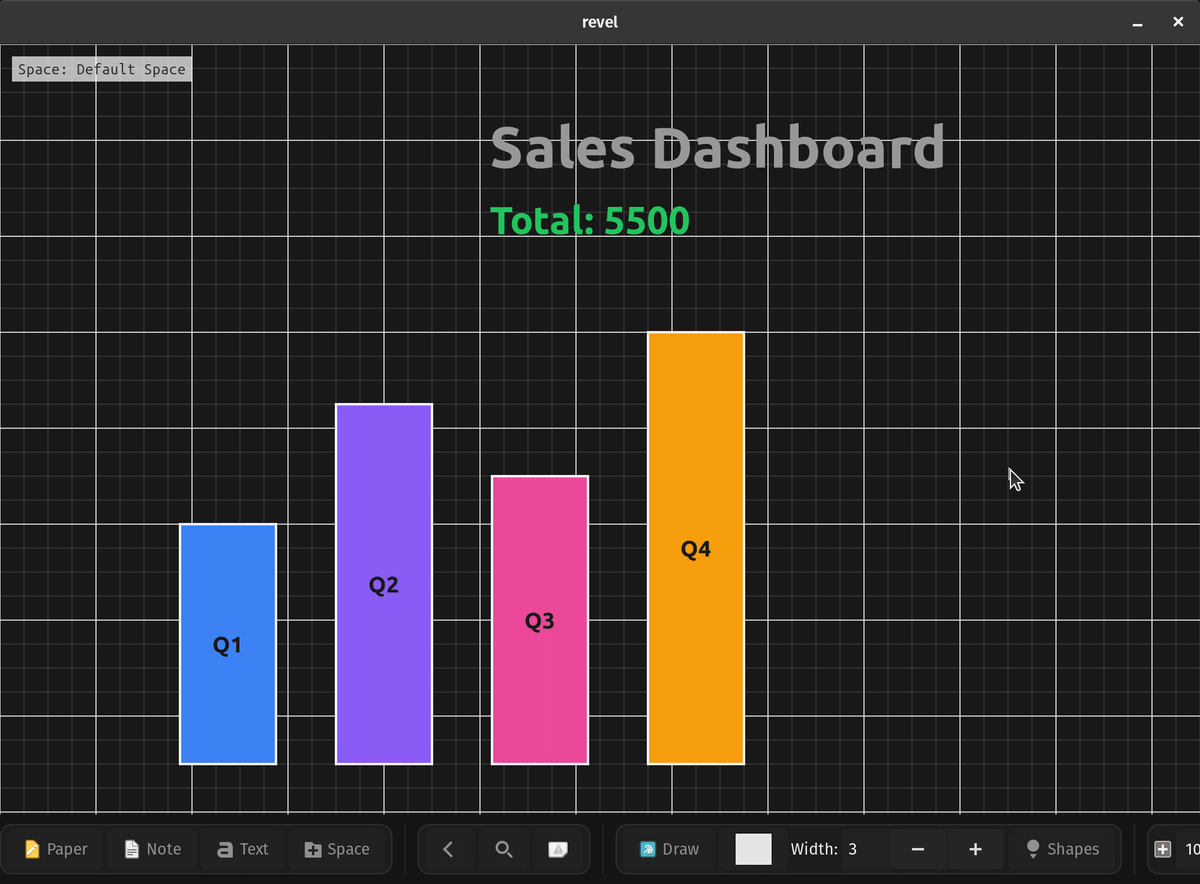 revel
Space: Default Space
Sales Dashboard
Total: 5500
Q4
Q2
Q3
Q1
Paper Note Text Space Draw Width: 3 Shapes 10